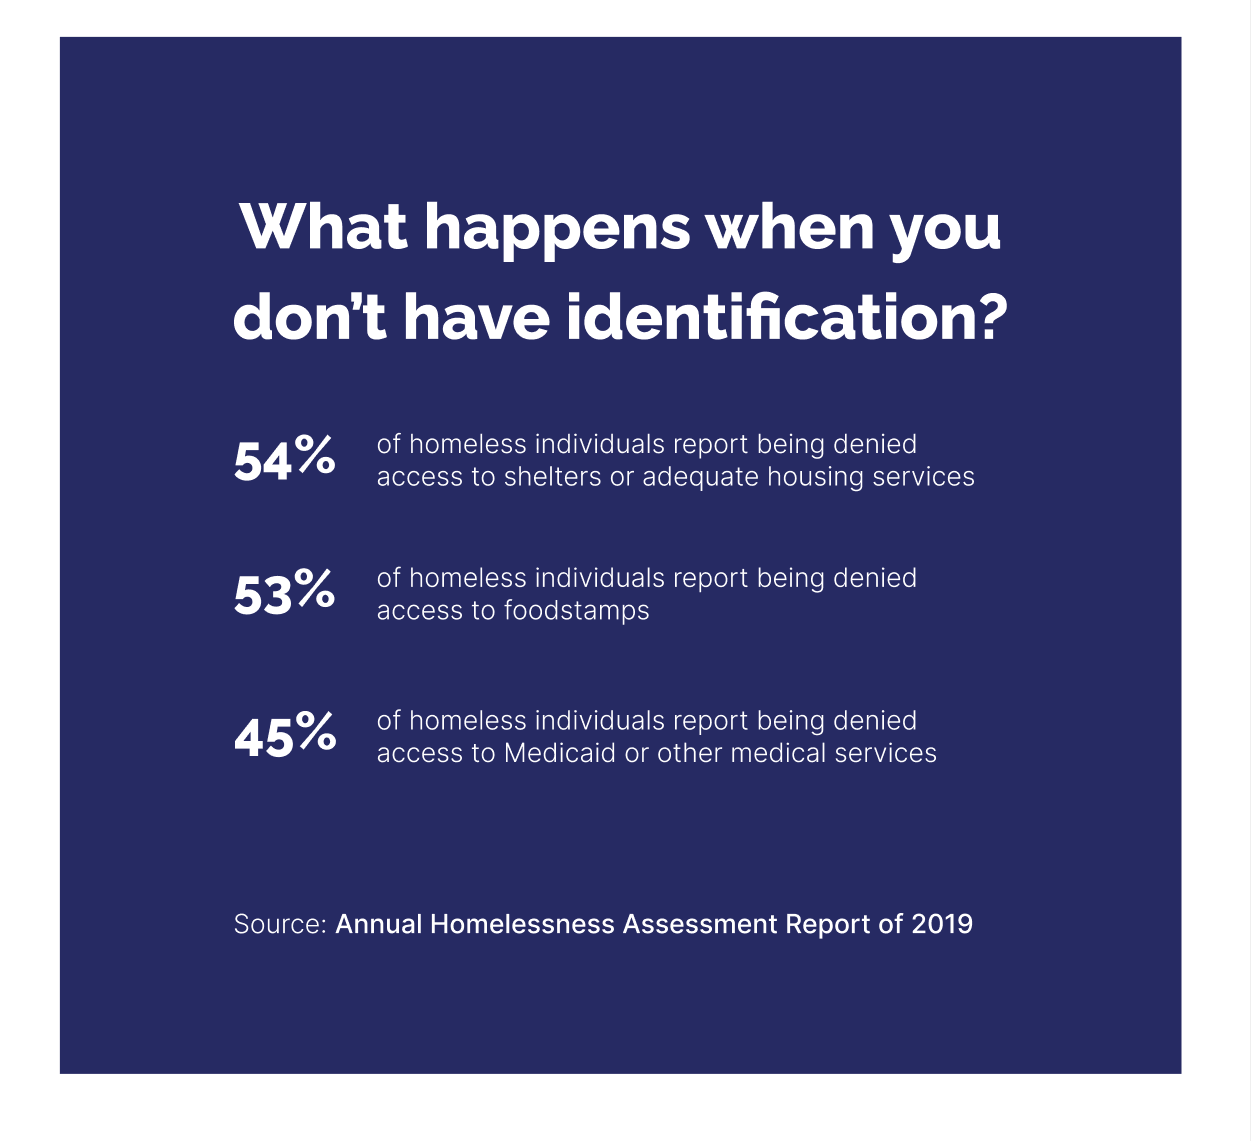 What happens when you
don’t have identification?
54% of homeless individuals report being denied
access to shelters or adequate housing services
53% of homeless individuals report being denied
access to foodstamps
45% of homeless individuals report being denied
access to Medicaid or other medical services
Source: Annual Homelessness Assessment Report of 2019